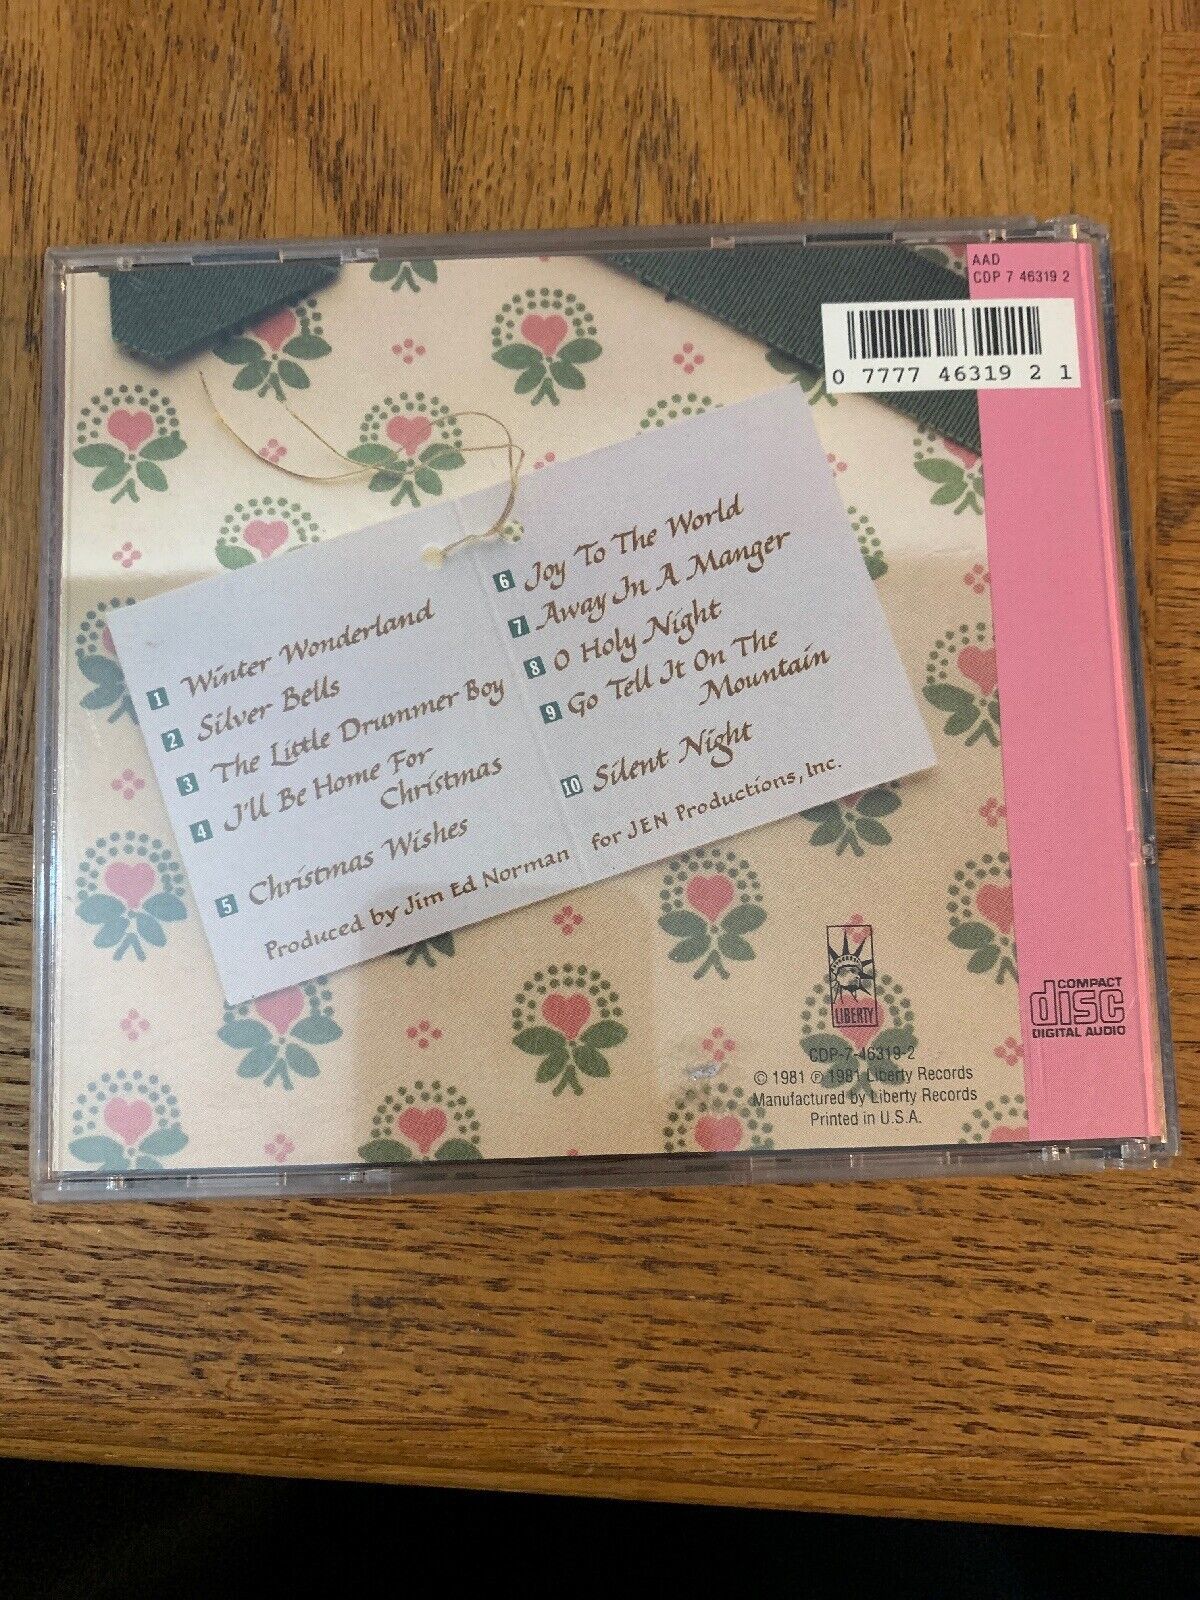 AAD
CDP 7 46319 2
0 7777 46319 2 1
1 Winter Wonderland
2 Silver Bells
3 The Little Drummer Boy
4 I'll Be Home For
Christmas
5 Christmas Wishes
6 Joy To The World
7 Away In A Manger
8 O Holy Night
9 Go Tell It On The
Mountain
10 Silent Night
Produced by Jim Ed Norman for JEN Productions, Inc.
LIBERTY
CDP-7-46319-2
© 1981 ℗ 1981 Liberty Records
Manufactured by Liberty Records
Printed in U.S.A.
COMPACT
disc
DIGITAL AUDIO